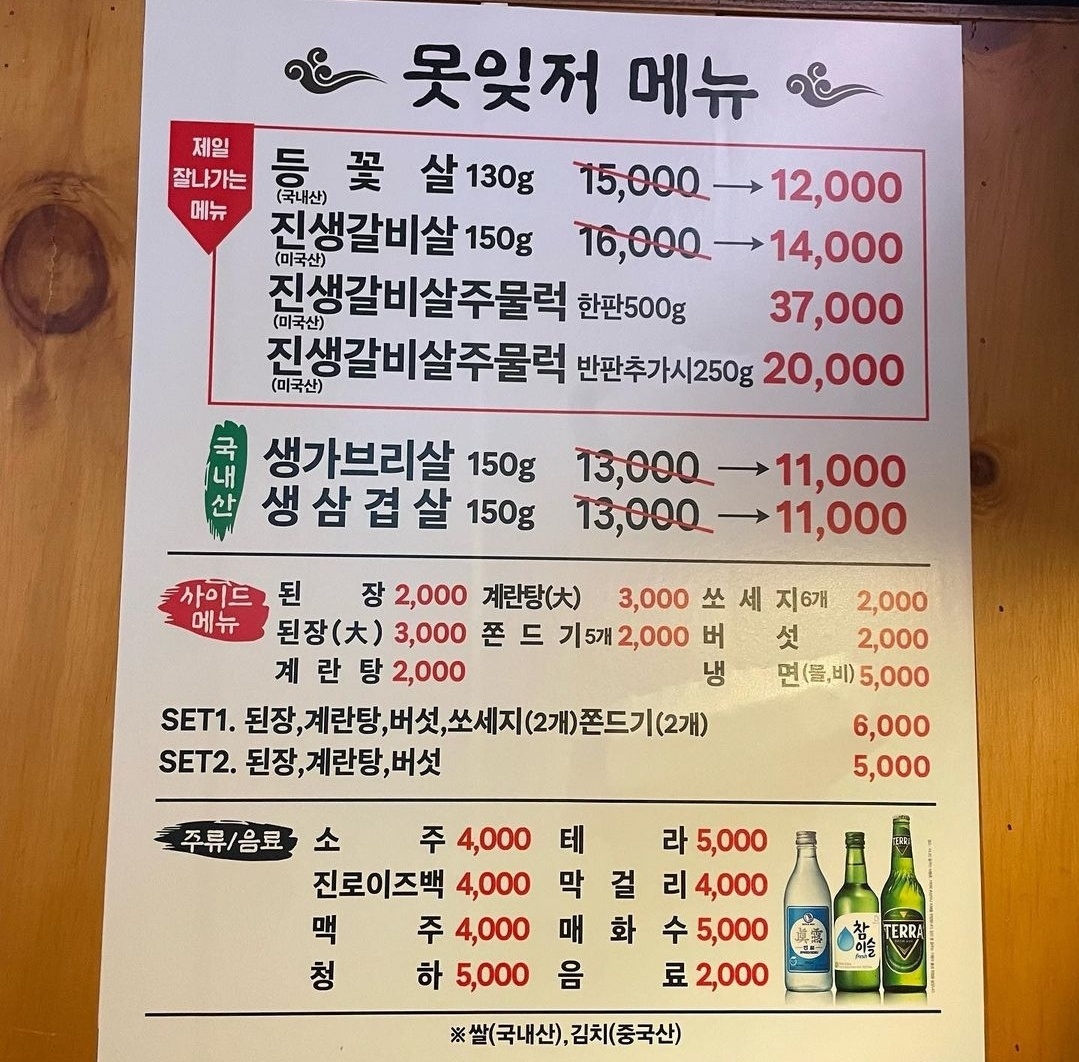 못잊저 메뉴
제일
잘나가는
메뉴
등 꽃 살 130g 15,000 → 12,000
(국내산)
진생갈비살 150g 16,000 → 14,000
(미국산)
진생갈비살주물럭 한판500g 37,000
(미국산)
진생갈비살주물럭 반판추가시250g 20,000
(미국산)
국내산
생가브리살 150g 13,000 → 11,000
생 삼 겹 살 150g 13,000 → 11,000
사이드
메뉴
된 장 2,000 계란탕(大) 3,000 쏘 세 지6개 2,000
된장(大) 3,000 쫀 드 기5개 2,000 버 섯 2,000
계 란 탕 2,000 냉 면(물,비) 5,000
SET1. 된장,계란탕,버섯,쏘세지(2개)쫀드기(2개) 6,000
SET2. 된장,계란탕,버섯 5,000
주류/음료
소 주 4,000 테 라 5,000
진로이즈백 4,000 막 걸 리 4,000
맥 주 4,000 매 화 수 5,000
청 하 5,000 음 료 2,000
TERRA
眞露
진로
참이슬
fresh
TERRA
※쌀(국내산),김치(중국산)